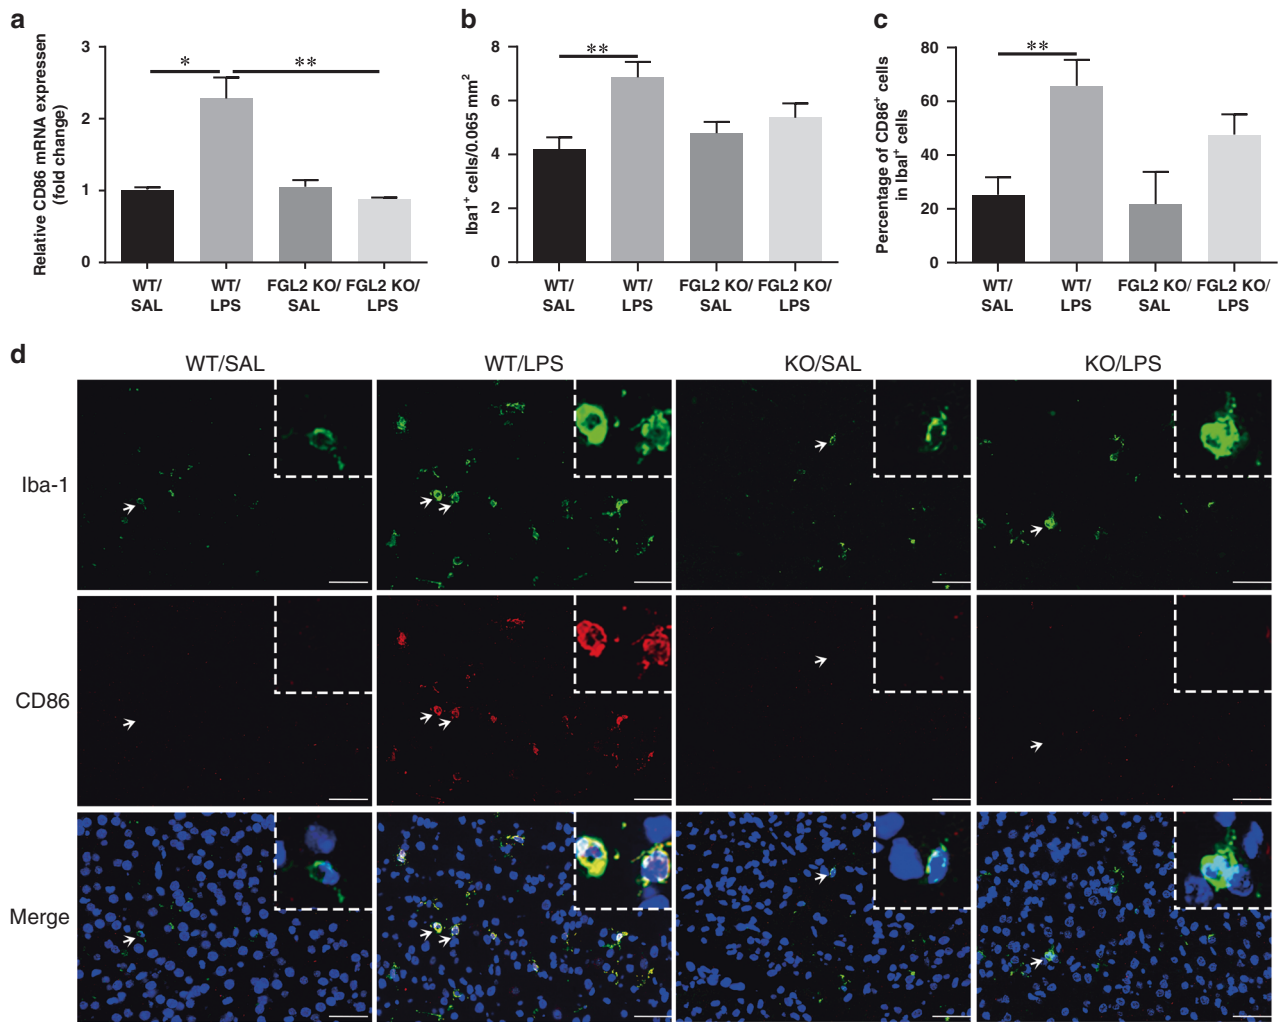 a
Relative CD86 mRNA expressen
(fold change)
3
2
1
0
*
**
WT/
SAL
WT/
LPS
FGL2 KO/
SAL
FGL2 KO/
LPS
b
Iba1+ cells/0.065 mm2
8
6
4
2
0
**
WT/
SAL
WT/
LPS
FGL2 KO/
SAL
FGL2 KO/
LPS
c
Percentage of CD86+ cells
in IbaI+ cells
80
60
40
20
0
**
WT/
SAL
WT/
LPS
FGL2 KO/
SAL
FGL2 KO/
LPS
d
WT/SAL
WT/LPS
KO/SAL
KO/LPS
Iba-1
CD86
Merge